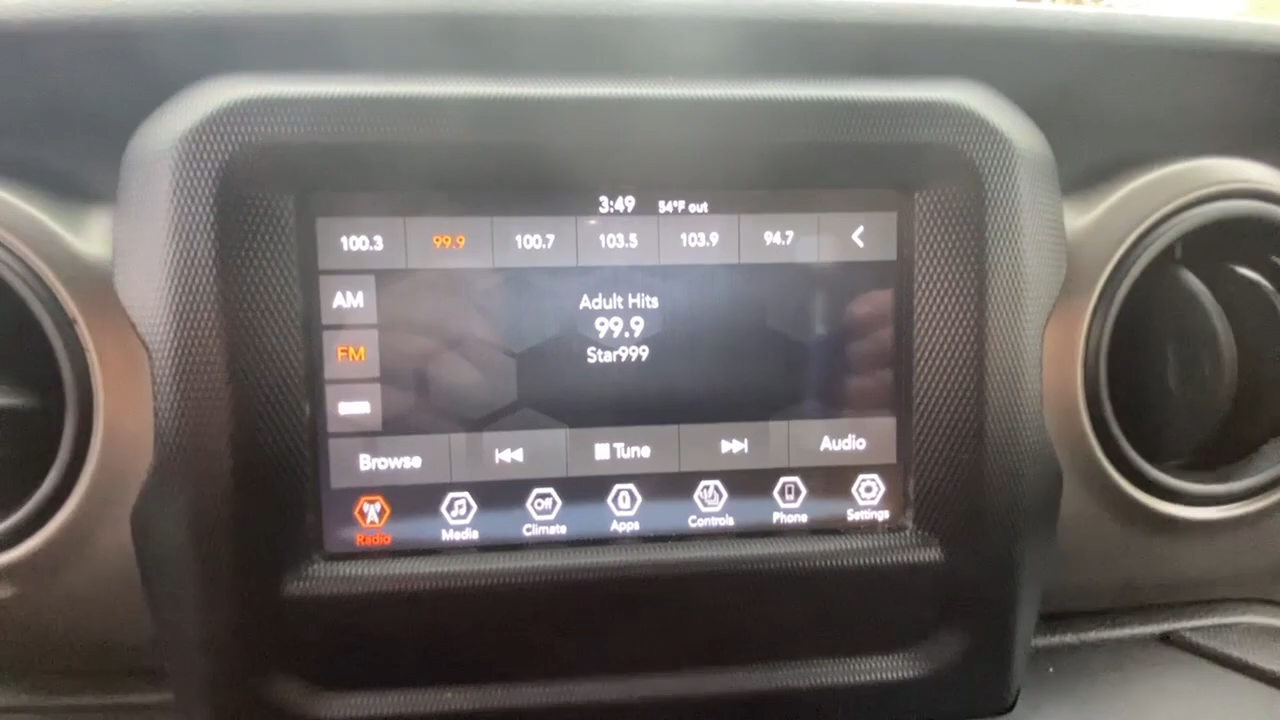 3:49 54°F out
100.3 99.9 100.7 103.5 103.9 94.7
AM
Adult Hits
99.9
FM
Star999
Browse Tune Audio
Off
Radio Media Climate Apps Controls Phone Settings